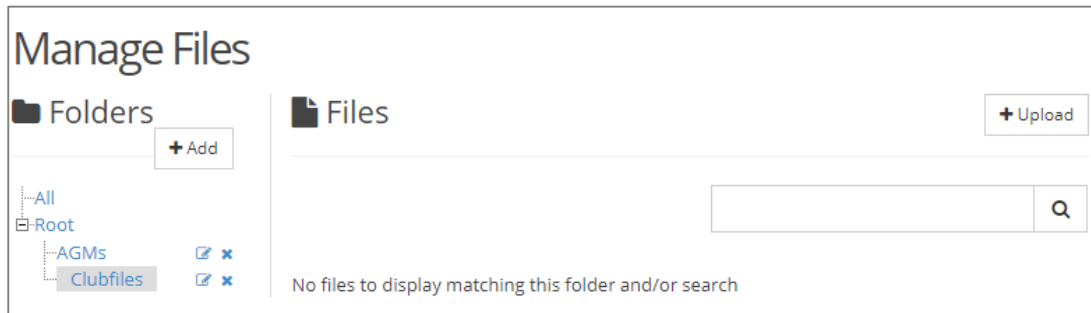 Manage Files
Folders
+ Add
All
Root
AGMs
Clubfiles
Files
+ Upload
No files to display matching this folder and/or search